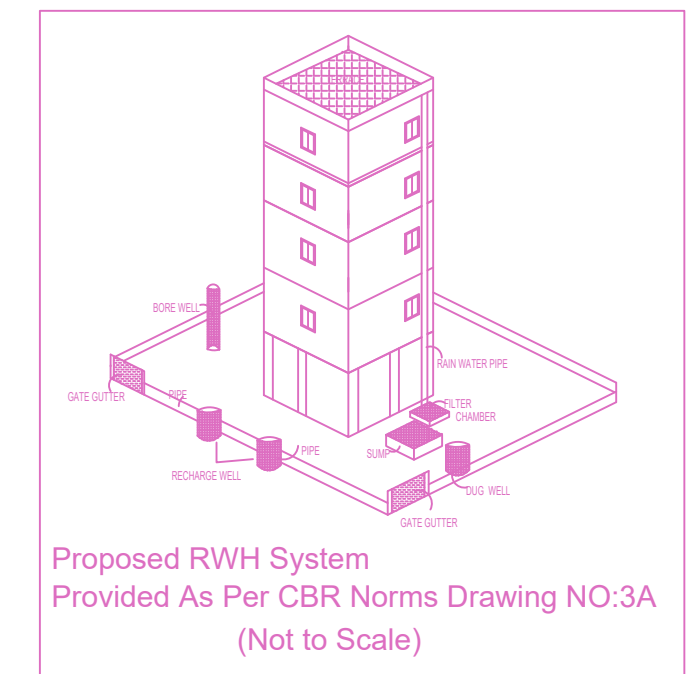 TERRACE
BORE WELL
RAIN WATER PIPE
GATE GUTTER
PIPE
FILTER
CHAMBER
PIPE
SUMP
RECHARGE WELL
DUG WELL
GATE GUTTER
Proposed RWH System
Provided As Per CBR Norms Drawing NO:3A
(Not to Scale)